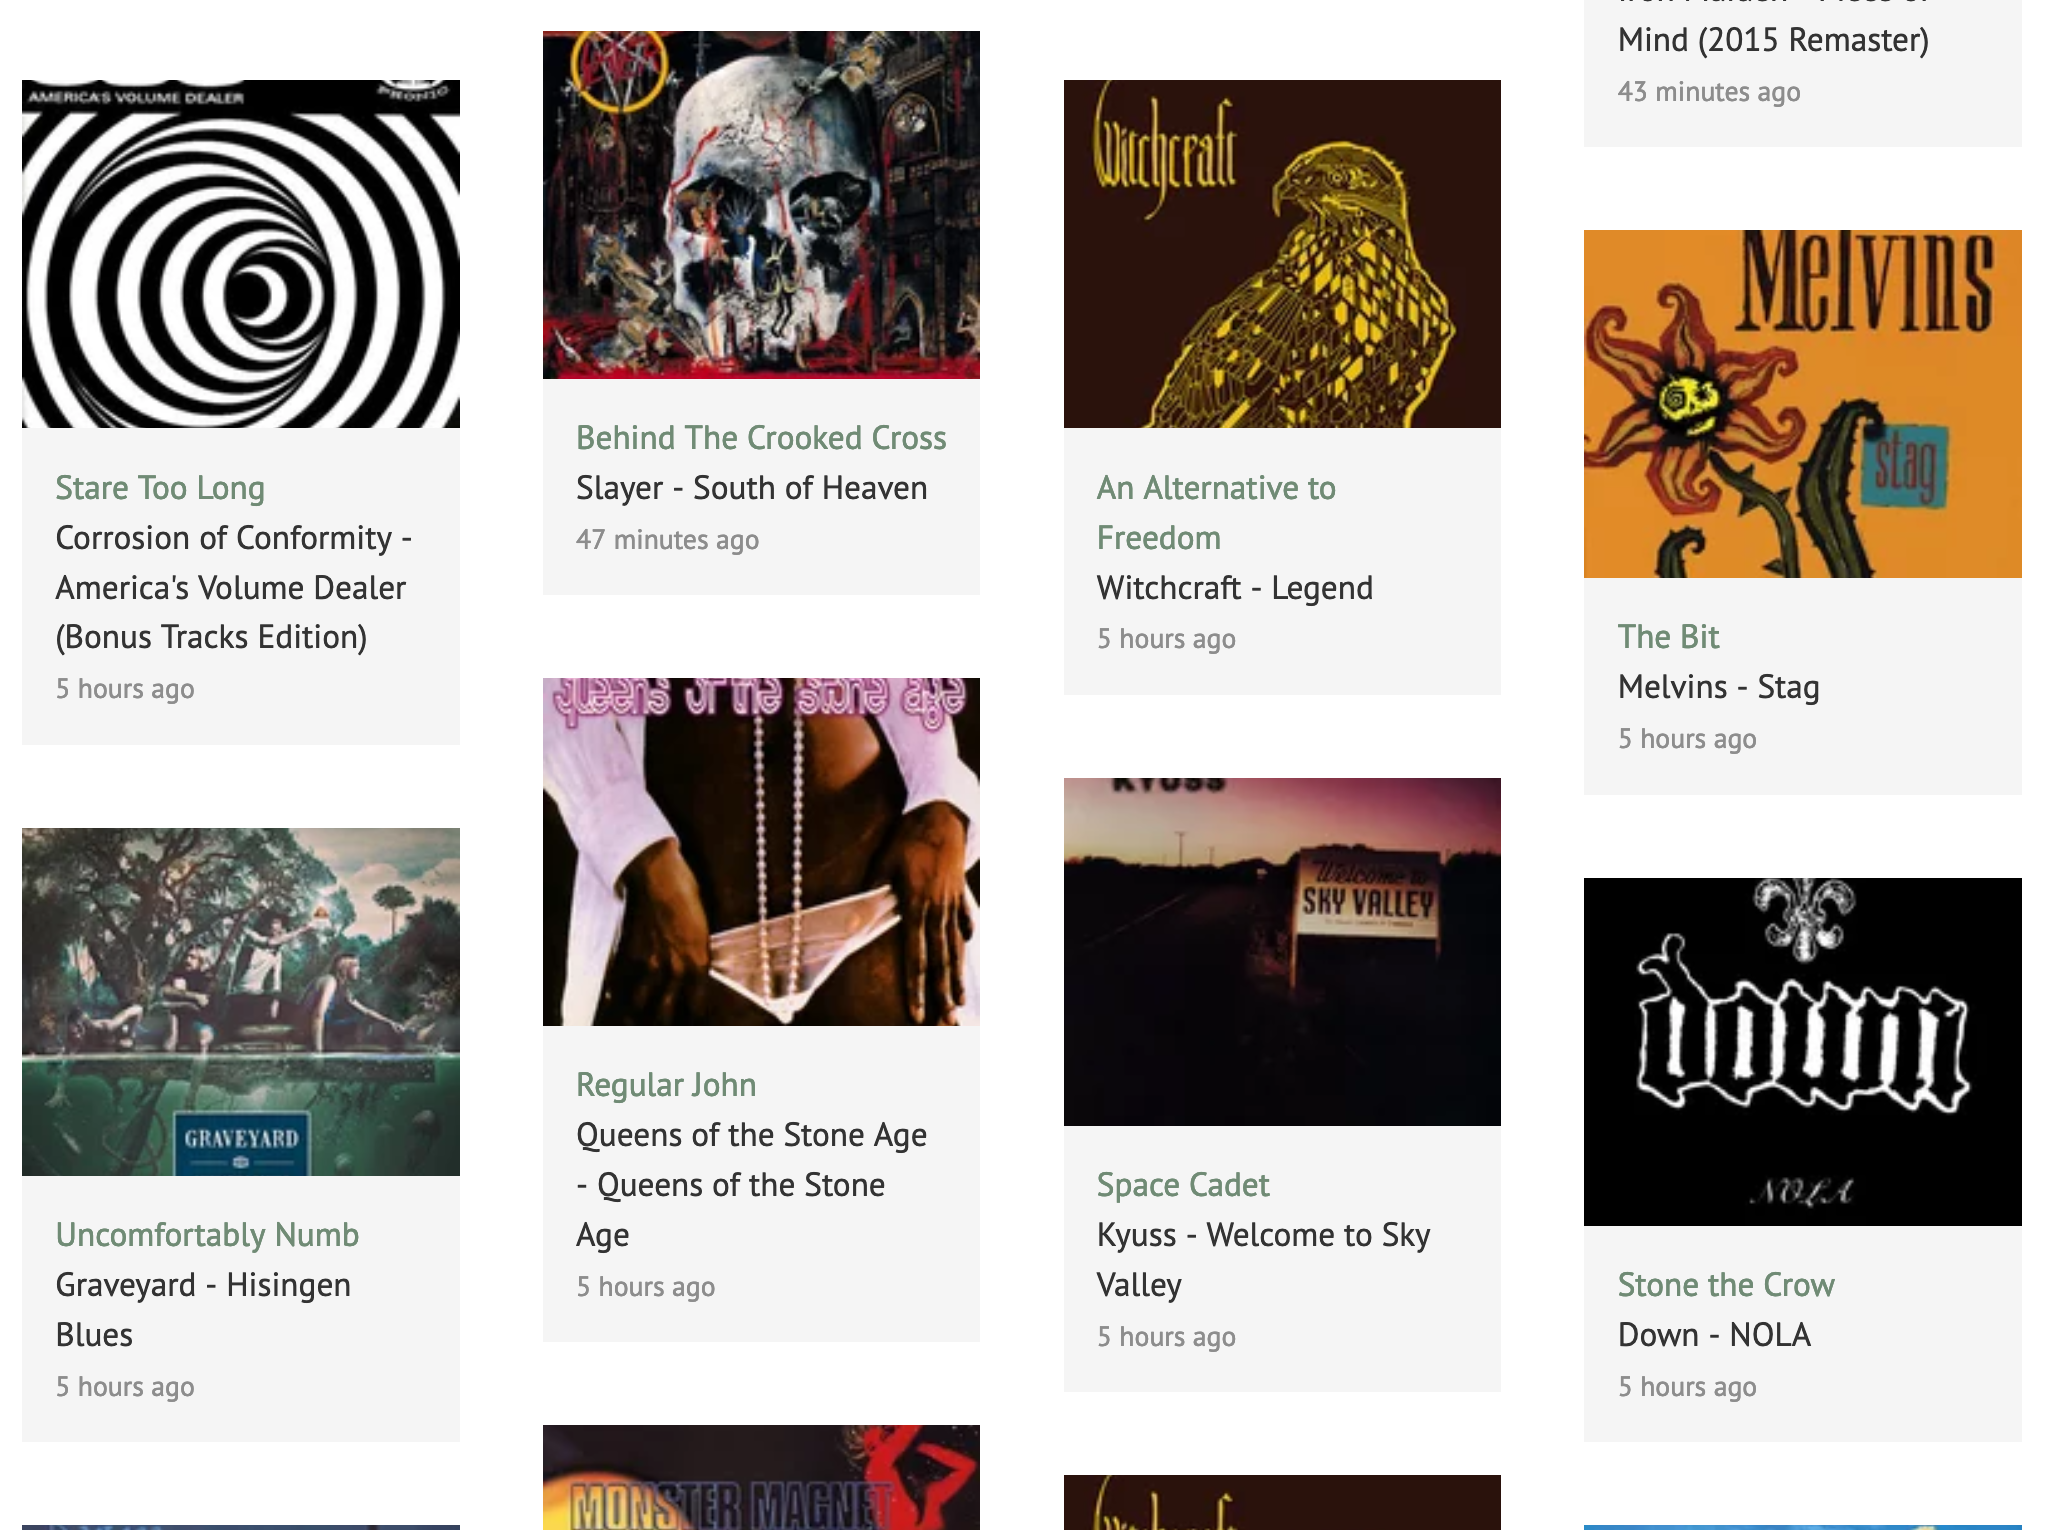 AMERICA'S VOLUME DEALER
PHONIC
Stare Too Long
Corrosion of Conformity -
America's Volume Dealer
(Bonus Tracks Edition)
5 hours ago
GRAVEYARD
Uncomfortably Numb
Graveyard - Hisingen
Blues
5 hours ago
SLAYER
Behind The Crooked Cross
Slayer - South of Heaven
47 minutes ago
queens of the stone age
Regular John
Queens of the Stone Age
- Queens of the Stone
Age
5 hours ago
MONSTER MAGNET
Witchcraft
An Alternative to
Freedom
Witchcraft - Legend
5 hours ago
KYUSS
Welcome to
SKY VALLEY
Space Cadet
Kyuss - Welcome to Sky
Valley
5 hours ago
Witchcraft
Mind (2015 Remaster)
43 minutes ago
Melvins
stag
The Bit
Melvins - Stag
5 hours ago
down
NOLA
Stone the Crow
Down - NOLA
5 hours ago